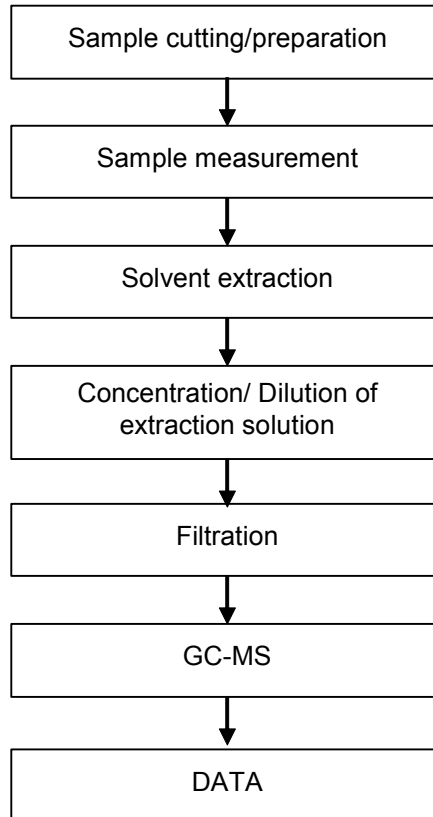 Sample cutting/preparation
Sample measurement
Solvent extraction
Concentration/ Dilution of
extraction solution
Filtration
GC-MS
DATA